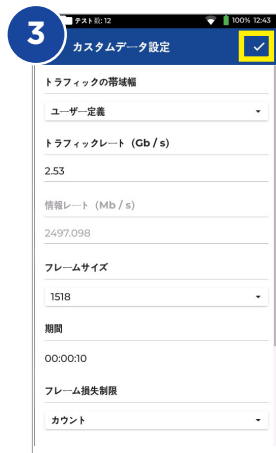 3
テスト数: 12
100% 12:43
カスタムデータ設定
トラフィックの帯域幅
ユーザー定義
トラフィックレート (Gb / s)
2.53
情報レート (Mb / s)
2497.098
フレームサイズ
1518
期間
00:00:10
フレーム損失制限
カウント